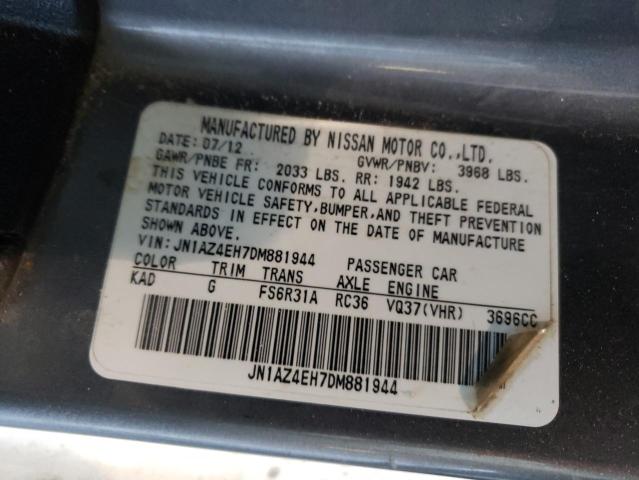 MANUFACTURED BY NISSAN MOTOR CO.,LTD.
DATE: 07/12 GVWR/PNBV: 3968 LBS.
GAWR/PNBE FR: 2033 LBS. RR: 1942 LBS.
THIS VEHICLE CONFORMS TO ALL APPLICABLE FEDERAL
MOTOR VEHICLE SAFETY,BUMPER,AND THEFT PREVENTION
STANDARDS IN EFFECT ON THE DATE OF MANUFACTURE
SHOWN ABOVE.
VIN: JN1AZ4EH7DM881944 PASSENGER CAR
COLOR TRIM TRANS AXLE ENGINE
KAD G FS6R31A RC36 VQ37(VHR) 3696CC
JN1AZ4EH7DM881944